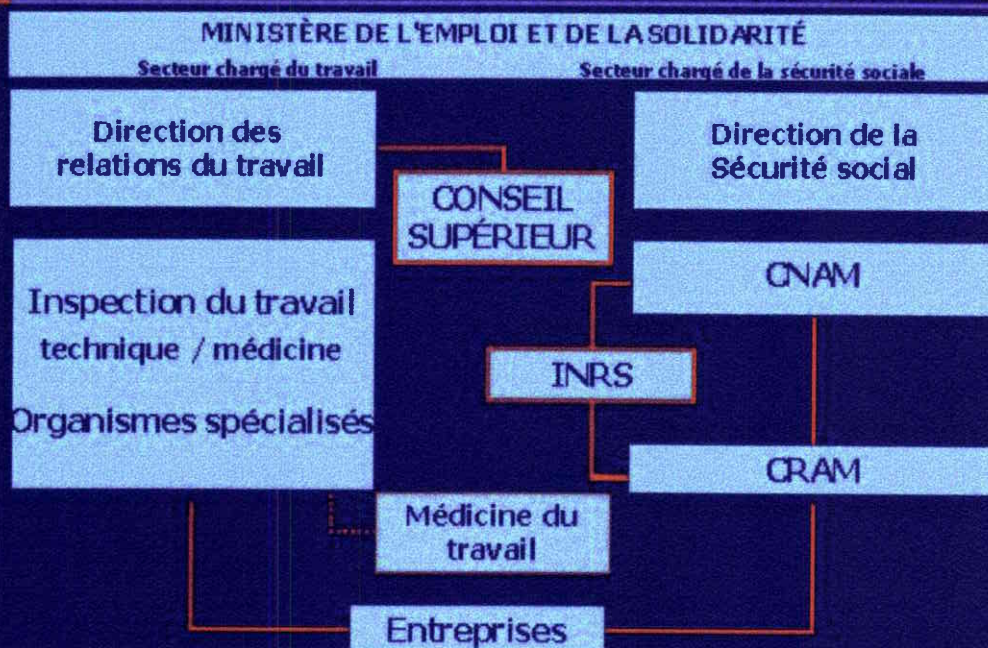 MINISTÈRE DE L'EMPLOI ET DE LA SOLIDARITÉ
Secteur chargé du travail
Secteur chargé de la sécurité sociale
Direction des
relations du travail
Direction de la
Sécurité social
CONSEIL
SUPÉRIEUR
CNAM
Inspection du travail
technique / médicine
Organismes spécialisés
INRS
CRAM
Médicine du
travail
Entreprises